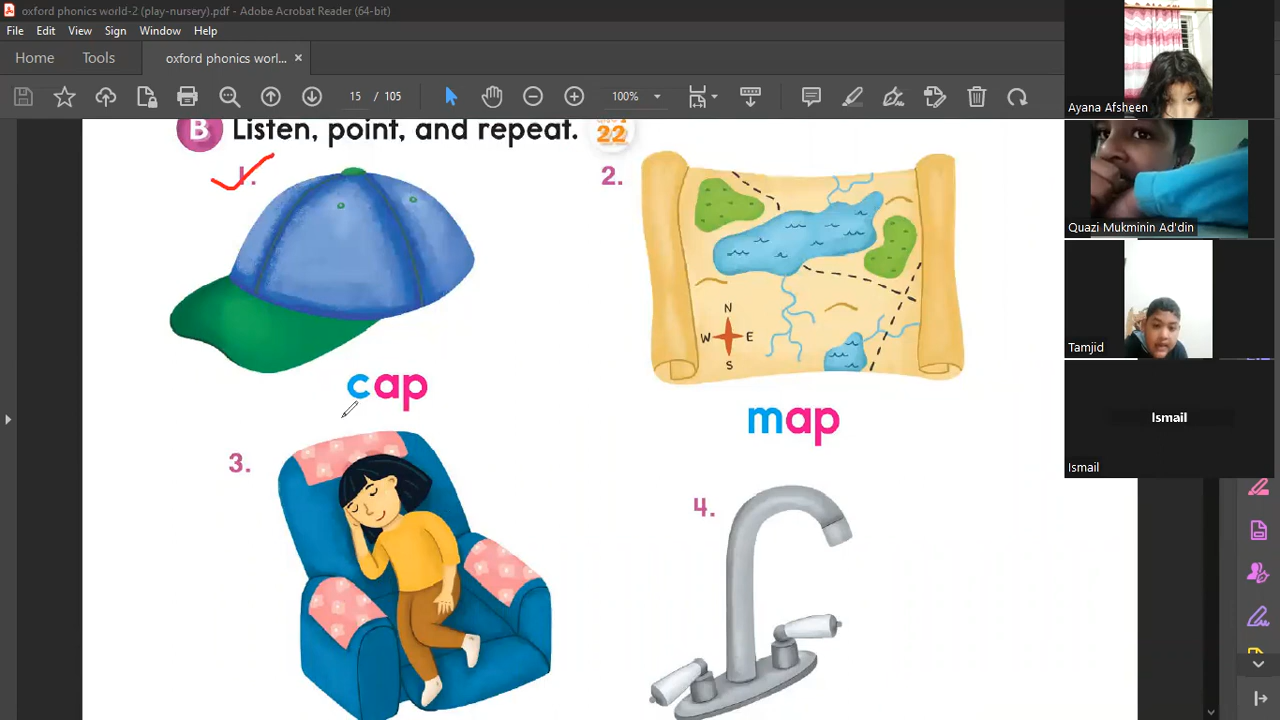 oxford phonics world-2 (play-nursery).pdf - Adobe Acrobat Reader (64-bit)
File Edit View Sign Window Help
Home Tools oxford phonics worl... ×
15 / 105 100%
B Listen, point, and repeat. 22
1.
2.
N
W E
S
cap
map
3.
4.
Ayana Afsheen
Quazi Mukminin Ad'din
Tamjid
Ismail
Ismail